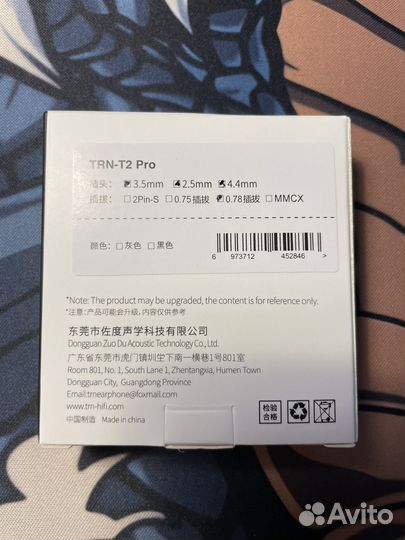 TRN-T2 Pro
插头: ☑3.5mm ☑2.5mm ☑4.4mm
插拔: ☐2Pin-S ☐0.75插拔 ☑0.78插拔 ☐MMCX
颜色: ☐灰色 ☐黑色
6 973712 452846 >
*Note: The product may be upgraded, the content is for reference only.
*注意: 产品可能会升级, 内容仅供参考
东莞市佐度声学科技有限公司
Dongguan Zuo Du Acoustic Technology Co., Ltd.
广东省东莞市虎门镇圳坣下南一横巷1号801室
Room 801, No. 1, South Lane 1, Zhentangxia, Humen Town
Dongguan City, Guangdong Province
Email:trnearphone@foxmail.com
www.trn-hifi.com
中国制造 Made in china
检验
合格
Avito